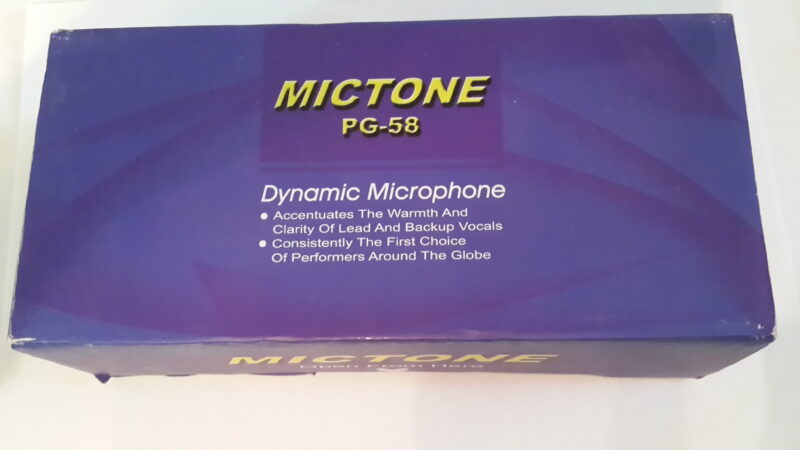 MICTONE
PG-58
Dynamic Microphone
● Accentuates The Warmth And
Clarity Of Lead And Backup Vocals
● Consistently The First Choice
Of Performers Around The Globe
MICTONE
Open From Here